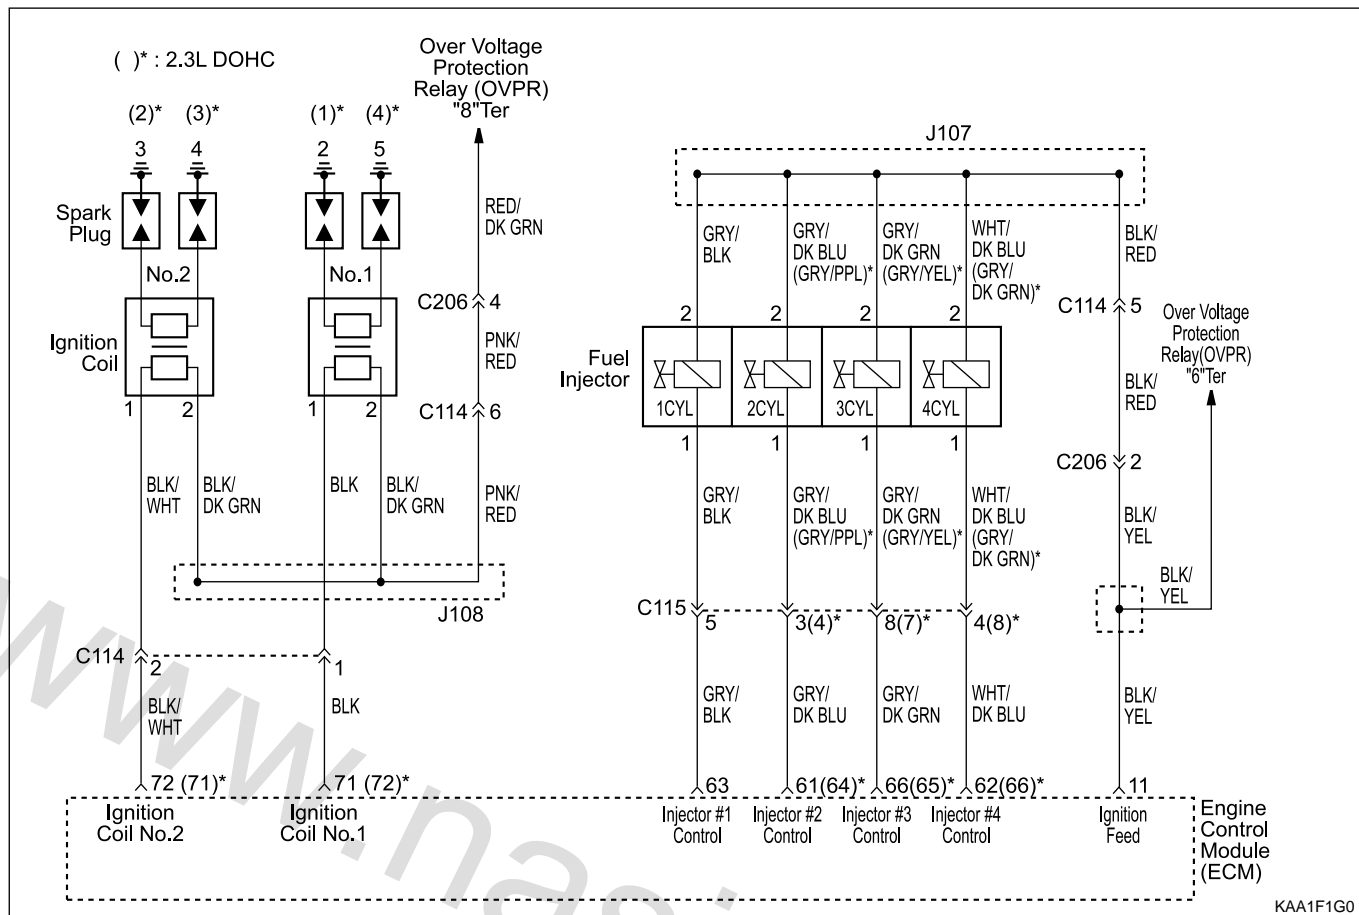 ( )* : 2.3L DOHC
Over Voltage
Protection
Relay (OVPR)
"8"Ter
(2)* (3)* (1)* (4)*
3 4 2 5
Spark
Plug
RED/
DK GRN
No.2 No.1
C206 4
Ignition
Coil
PNK/
RED
1 2 1 2
C114 6
BLK/
WHT
BLK/
DK GRN
BLK
BLK/
DK GRN
PNK/
RED
J108
C114 2 1
BLK/
WHT
BLK
72 (71)* 71 (72)*
Ignition
Coil No.2
Ignition
Coil No.1
J107
GRY/
BLK
GRY/
DK BLU
(GRY/PPL)*
GRY/
DK GRN
(GRY/YEL)*
WHT/
DK BLU
(GRY/
DK GRN)*
BLK/
RED
C114 5
2 2 2 2
Fuel
Injector
1CYL 2CYL 3CYL 4CYL
1 1 1 1
BLK/
RED
Over Voltage
Protection
Relay(OVPR)
"6"Ter
C206 2
GRY/
BLK
GRY/
DK BLU
(GRY/PPL)*
GRY/
DK GRN
(GRY/YEL)*
WHT/
DK BLU
(GRY/
DK GRN)*
BLK/
YEL
BLK/
YEL
C115 5 3(4)* 8(7)* 4(8)*
GRY/
BLK
GRY/
DK BLU
GRY/
DK GRN
WHT/
DK BLU
BLK/
YEL
63 61(64)* 66(65)* 62(66)* 11
Injector #1
Control
Injector #2
Control
Injector #3
Control
Injector #4
Control
Ignition
Feed
Engine
Control
Module
(ECM)
KAA1F1G0